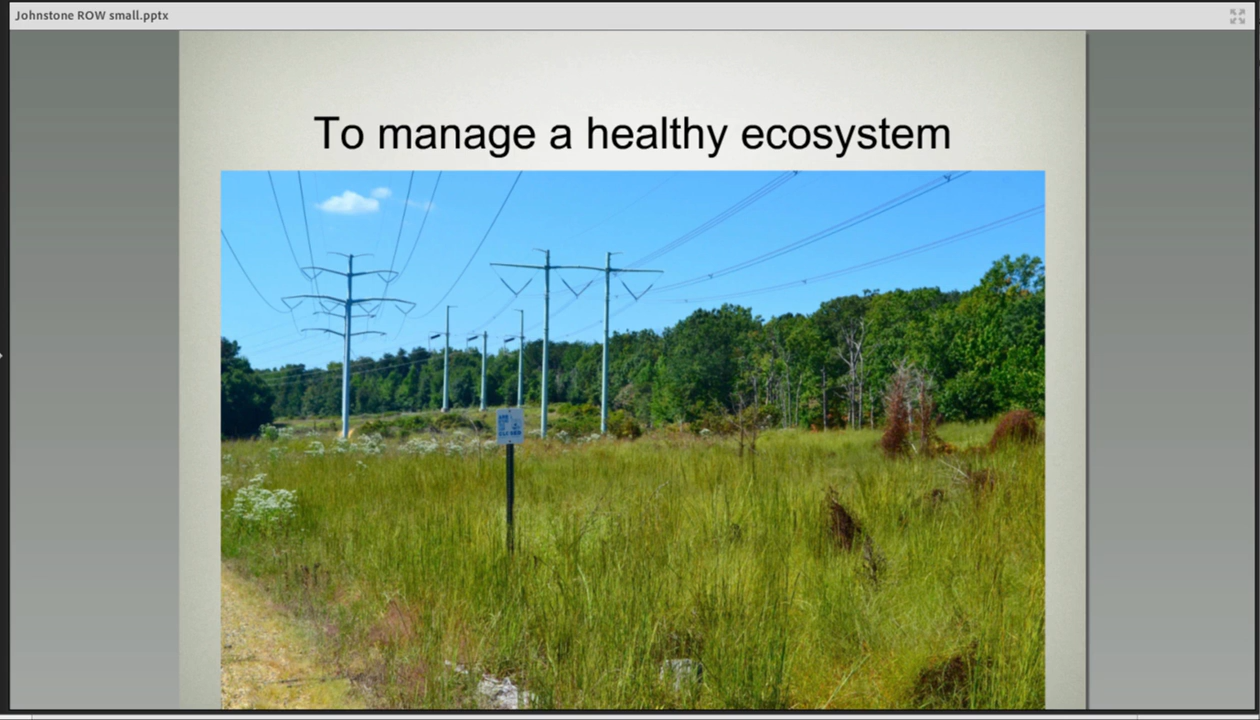 Johnstone ROW small.pptx
To manage a healthy ecosystem